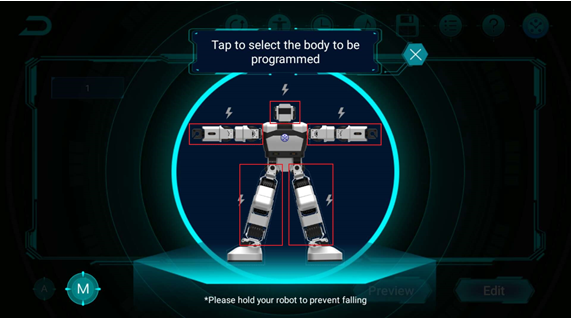 Tap to select the body to be
programmed
1
A
M
Preview
Edit
*Please hold your robot to prevent falling